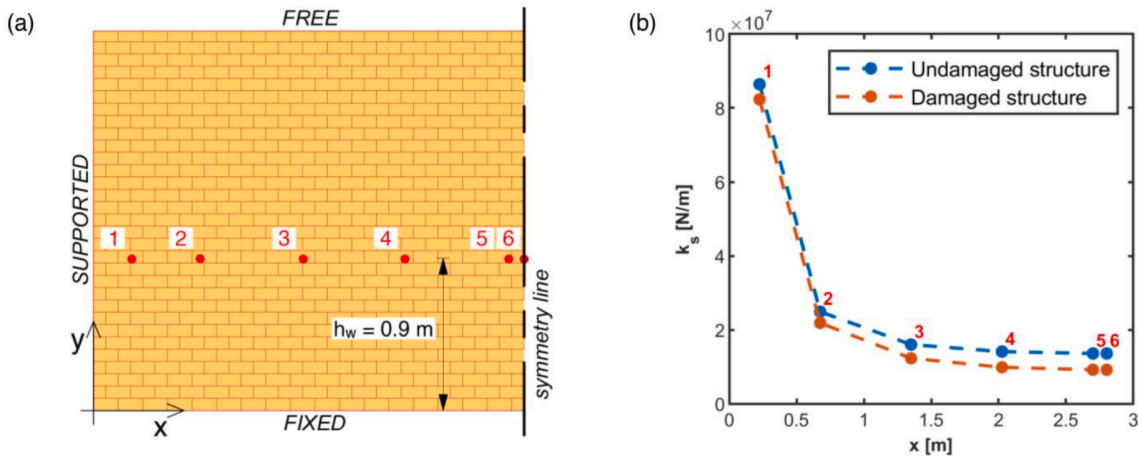 (a)
FREE
SUPPORTED
1 2 3 4 5 6
h_w = 0.9 m
y
x
FIXED
symmetry line
(b)
10 ×10^7
8
6
4
2
0
k_s [N/m]
Undamaged structure
Damaged structure
1
2
3
4
5 6
0 0.5 1 1.5 2 2.5 3
x [m]